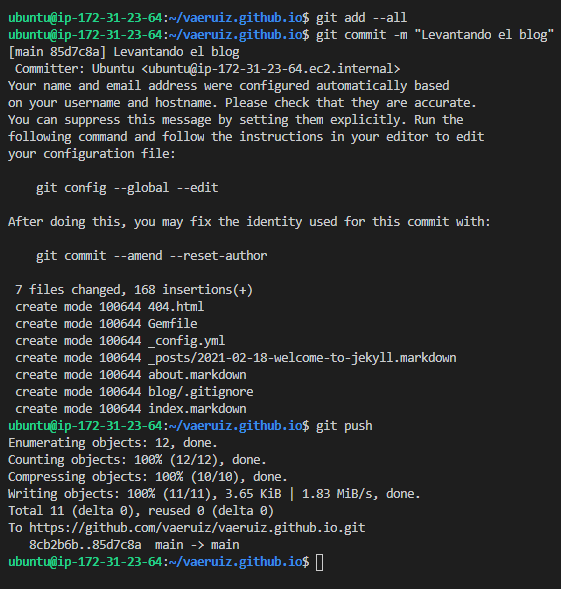 ubuntu@ip-172-31-23-64:~/vaeruiz.github.io$ git add --all
ubuntu@ip-172-31-23-64:~/vaeruiz.github.io$ git commit -m "Levantando el blog"
[main 85d7c8a] Levantando el blog
 Committer: Ubuntu <ubuntu@ip-172-31-23-64.ec2.internal>
Your name and email address were configured automatically based
on your username and hostname. Please check that they are accurate.
You can suppress this message by setting them explicitly. Run the
following command and follow the instructions in your editor to edit
your configuration file:

    git config --global --edit

After doing this, you may fix the identity used for this commit with:

    git commit --amend --reset-author

 7 files changed, 168 insertions(+)
 create mode 100644 404.html
 create mode 100644 Gemfile
 create mode 100644 _config.yml
 create mode 100644 _posts/2021-02-18-welcome-to-jekyll.markdown
 create mode 100644 about.markdown
 create mode 100644 blog/.gitignore
 create mode 100644 index.markdown
ubuntu@ip-172-31-23-64:~/vaeruiz.github.io$ git push
Enumerating objects: 12, done.
Counting objects: 100% (12/12), done.
Compressing objects: 100% (10/10), done.
Writing objects: 100% (11/11), 3.65 KiB | 1.83 MiB/s, done.
Total 11 (delta 0), reused 0 (delta 0)
To https://github.com/vaeruiz/vaeruiz.github.io.git
   8cb2b6b..85d7c8a  main -> main
ubuntu@ip-172-31-23-64:~/vaeruiz.github.io$